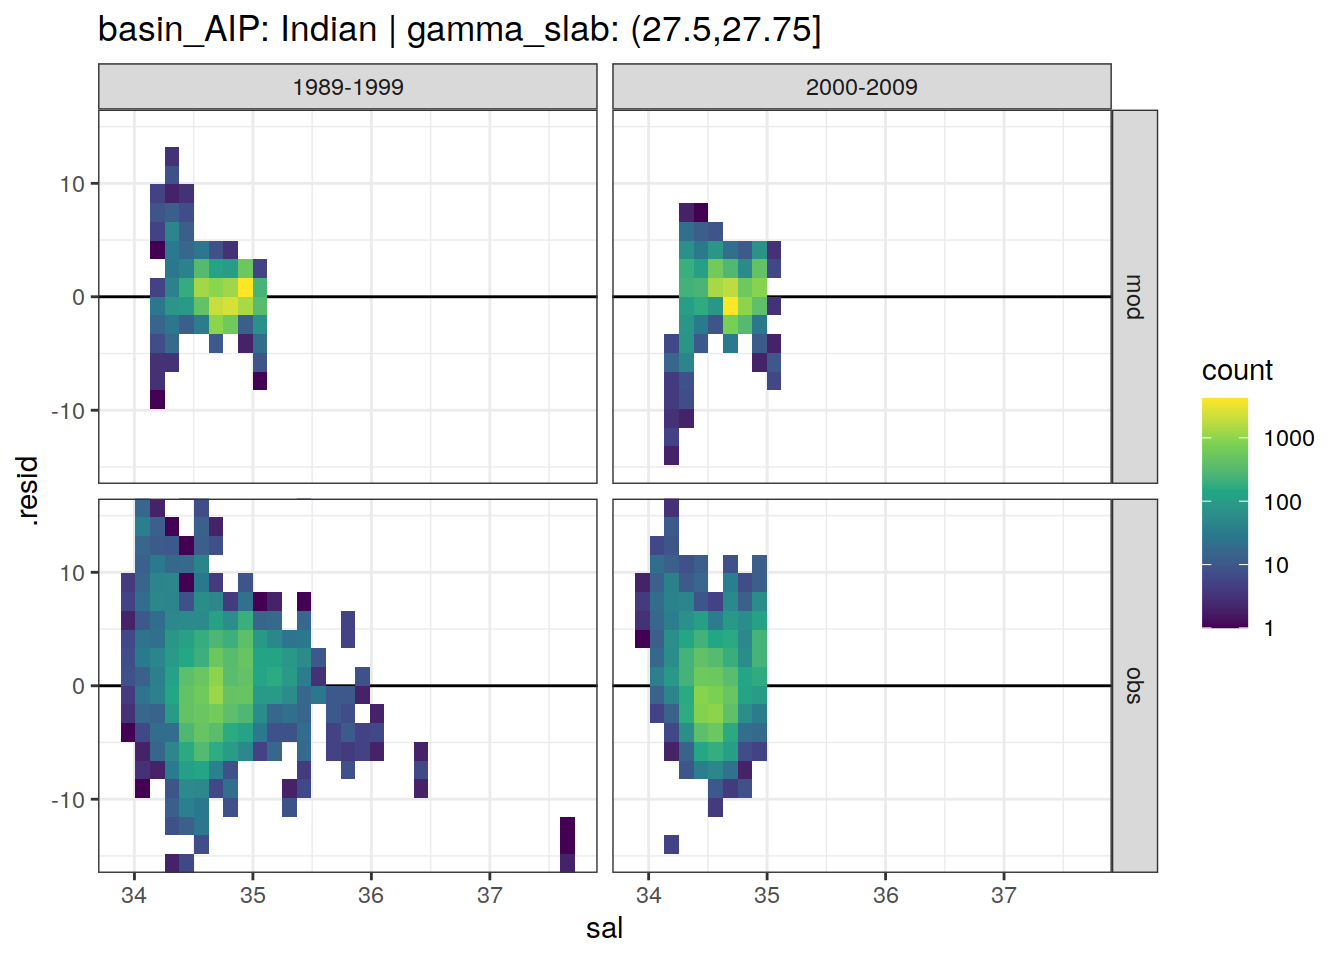 basin_AIP: Indian | gamma_slab: (27.5,27.75]
1989-1999
2000-2009
10
0
-10
mod
10
0
-10
obs
.resid
34 35 36 37
34 35 36 37
sal
count
1000
100
10
1